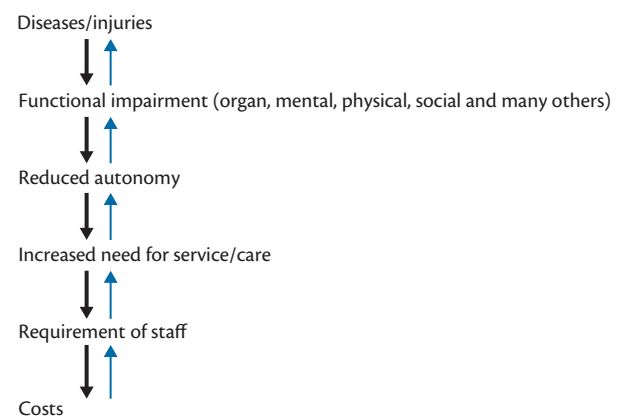 Diseases/injuries
Functional impairment (organ, mental, physical, social and many others)
Reduced autonomy
Increased need for service/care
Requirement of staff
Costs